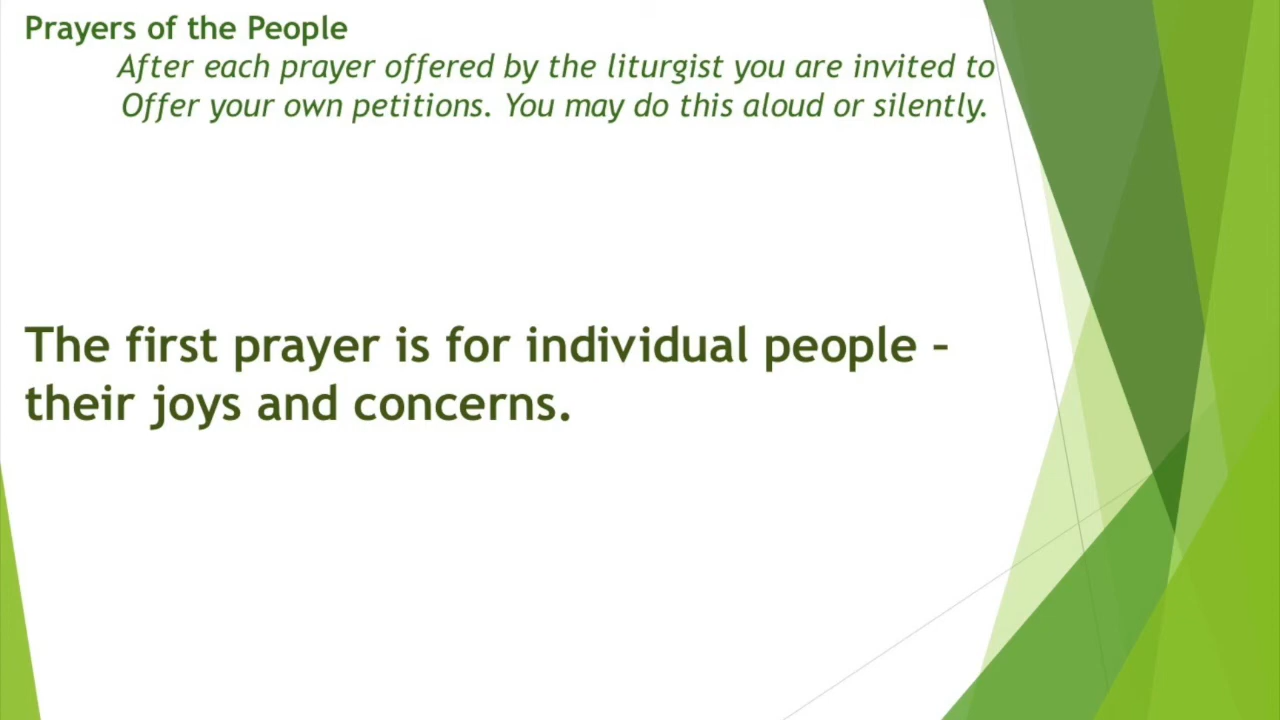 Prayers of the People
After each prayer offered by the liturgist you are invited to
Offer your own petitions. You may do this aloud or silently.
The first prayer is for individual people –
their joys and concerns.